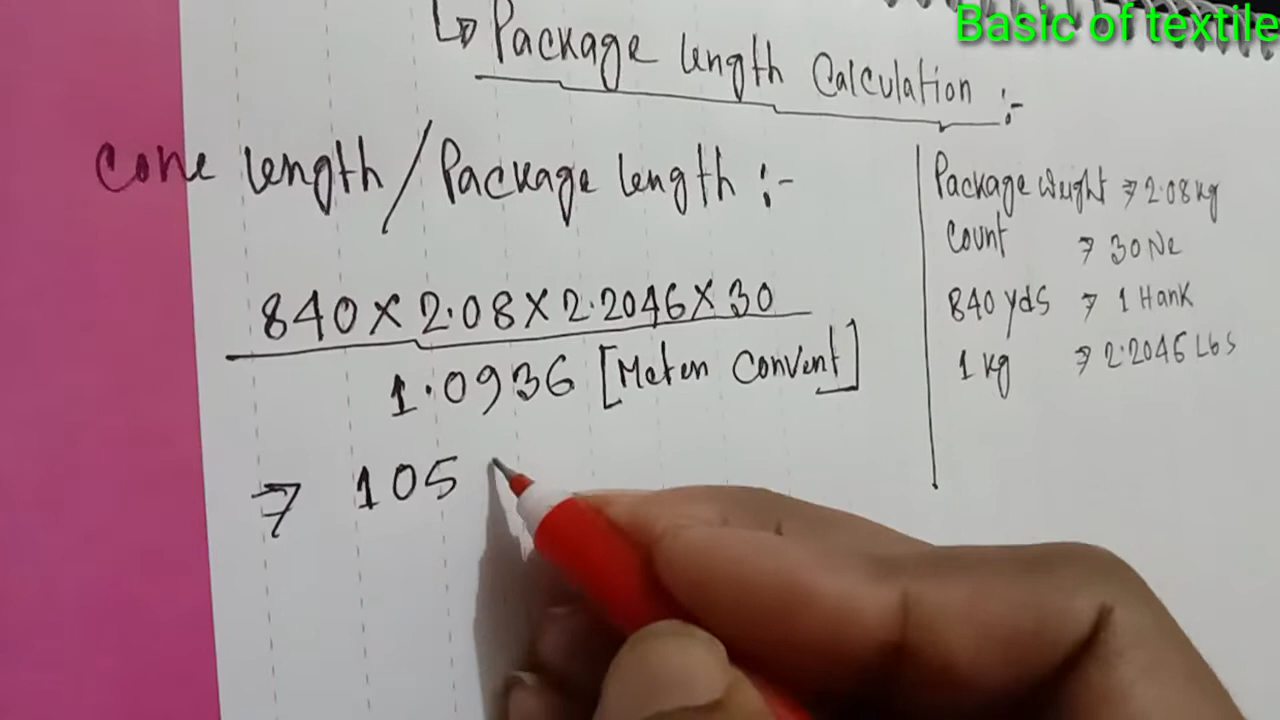 Basic of textile
↳ Package length Calculation :-
Cone length/Package length :-
840 X 2.08 X 2.2046 X 30
1.0936 [Meter Convert]
⇒ 105
Package weight ⇒ 2.08 kg
Count ⇒ 30 Ne
840 yds ⇒ 1 Hank
1 kg ⇒ 2.2046 Lbs